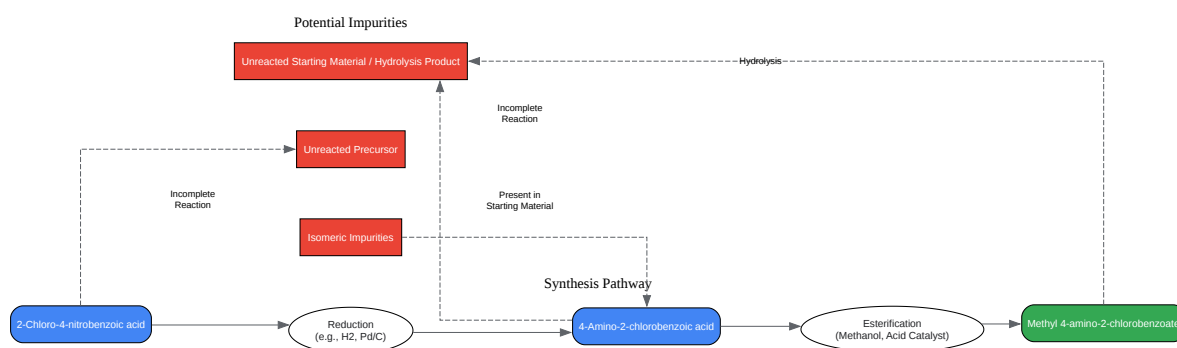 Potential Impurities
Unreacted Starting Material / Hydrolysis Product
Hydrolysis
Incomplete
Reaction
Unreacted Precursor
Incomplete
Reaction
Present in
Starting Material
Isomeric Impurities
Synthesis Pathway
2-Chloro-4-nitrobenzoic acid
Reduction
(e.g., H2, Pd/C)
4-Amino-2-chlorobenzoic acid
Esterification
(Methanol, Acid Catalyst)
Methyl 4-amino-2-chlorobenzoate